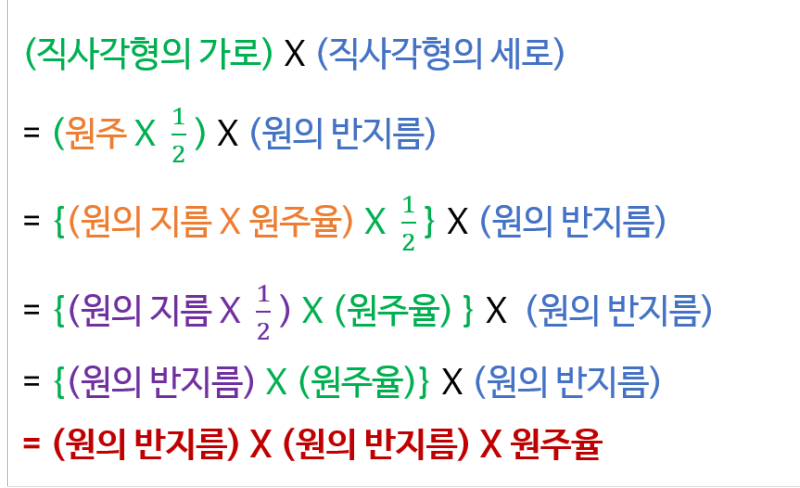 (직사각형의 가로) X (직사각형의 세로)
= (원주 X 1/2 ) X (원의 반지름)
= {(원의 지름 X 원주율) X 1/2 } X (원의 반지름)
= {(원의 지름 X 1/2 ) X (원주율) } X (원의 반지름)
= {(원의 반지름) X (원주율)} X (원의 반지름)
= (원의 반지름) X (원의 반지름) X 원주율